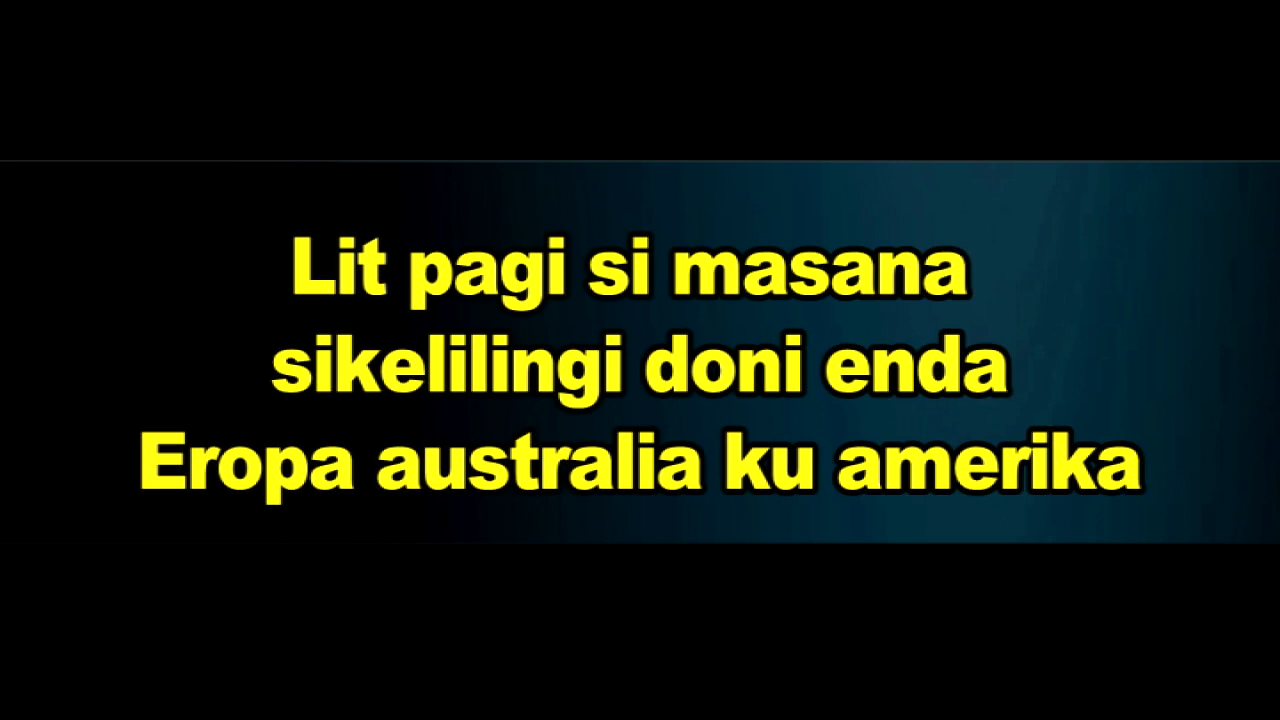 Lit pagi si masana
sikelilingi doni enda
Eropa australia ku amerika